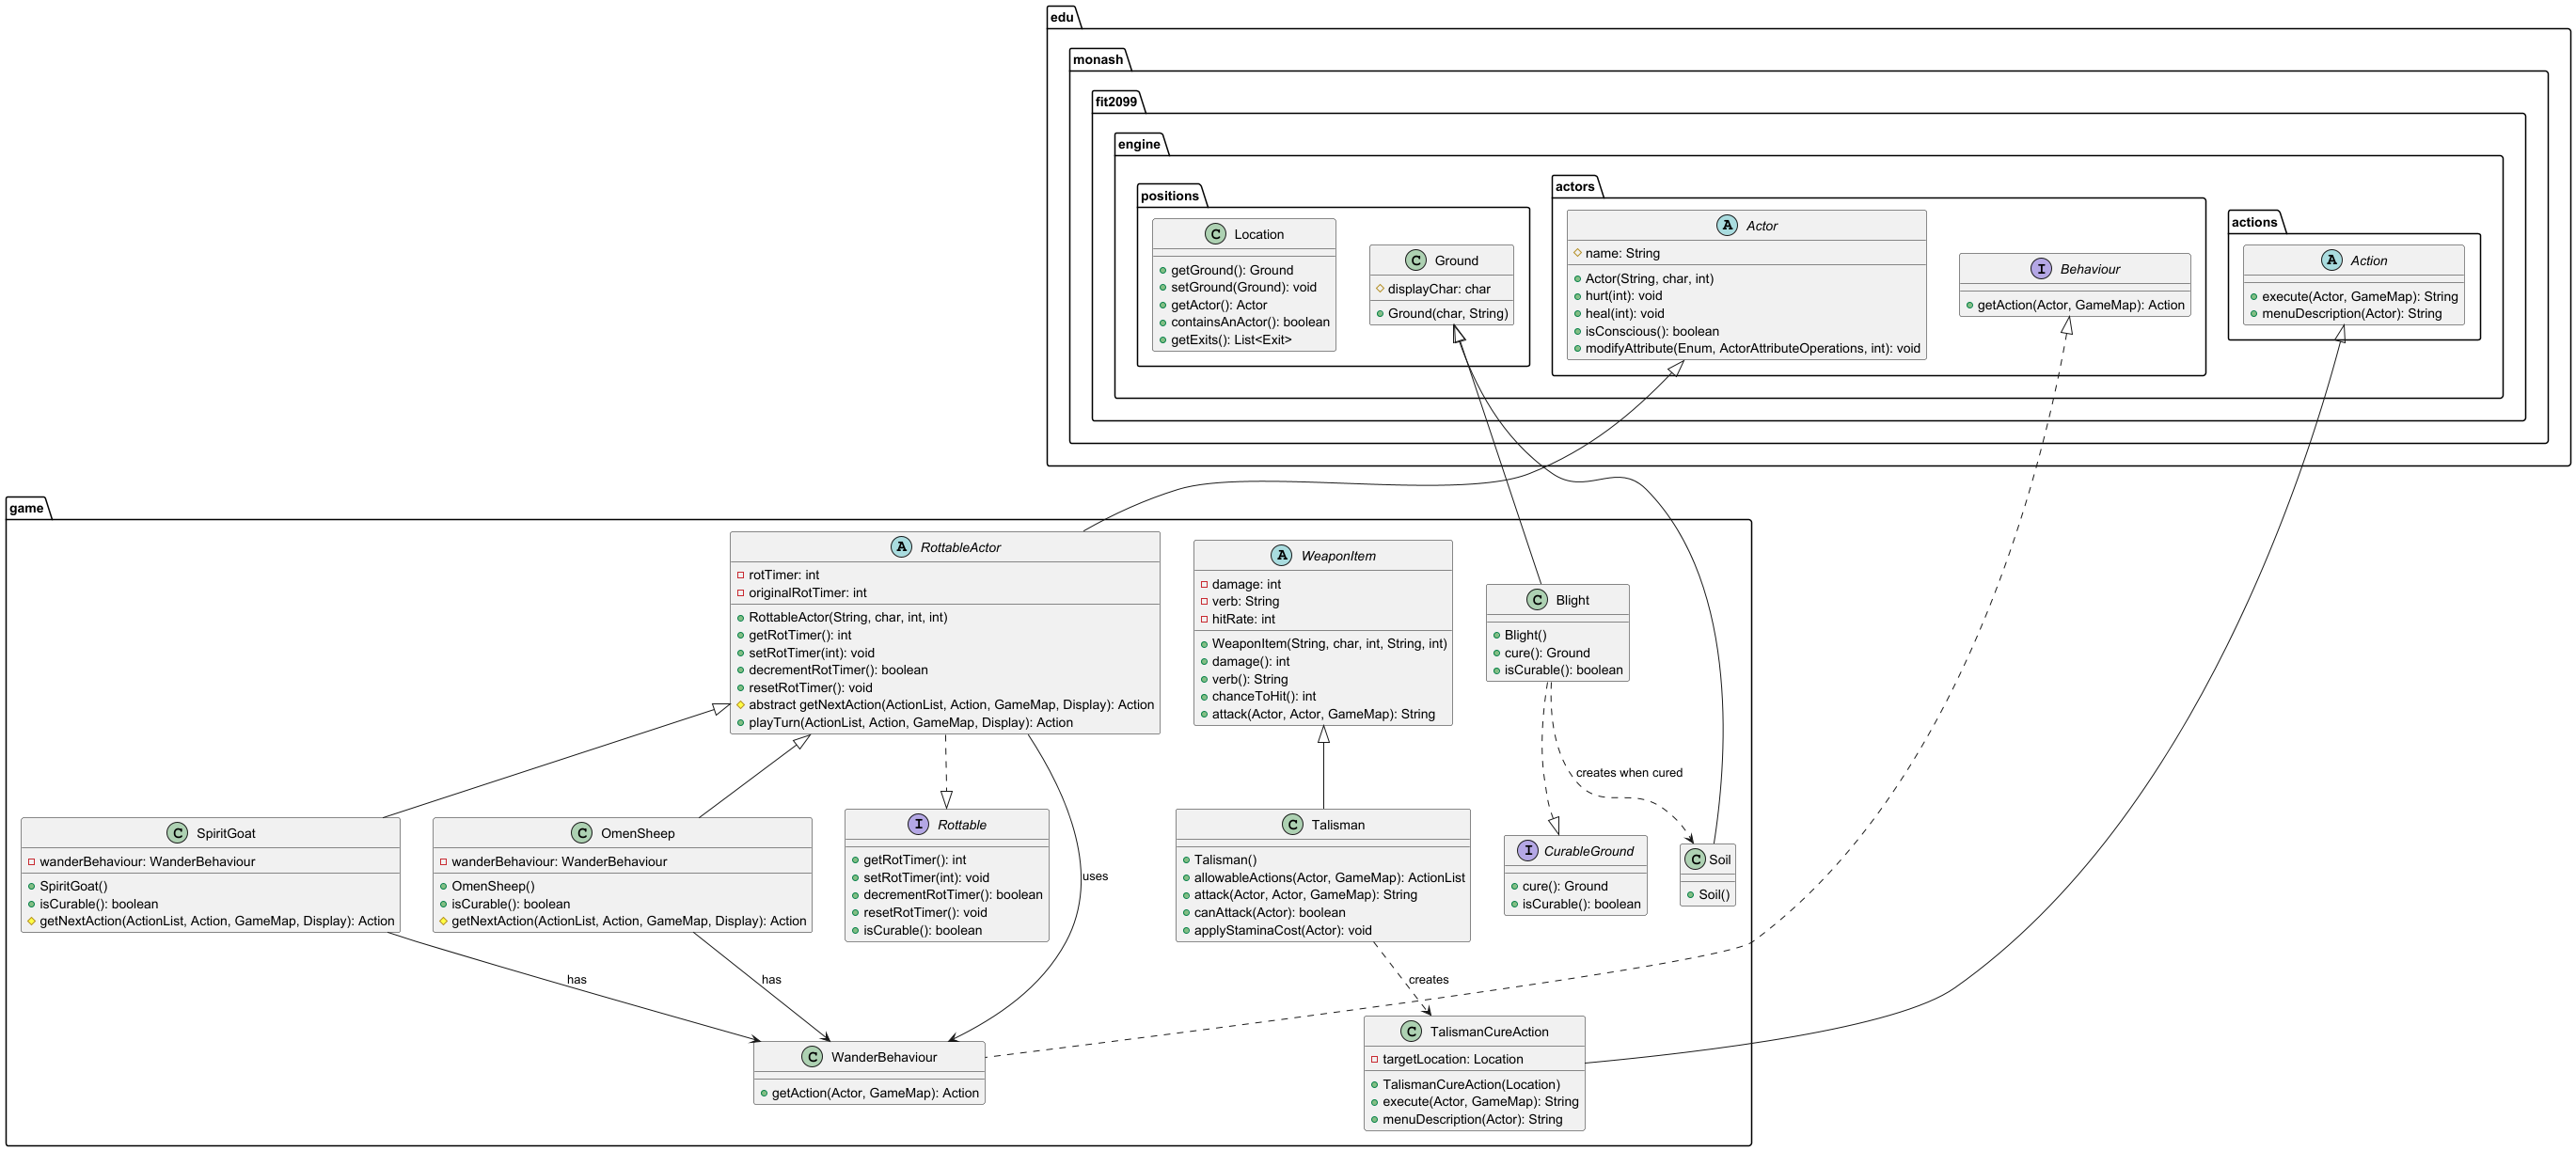 edu
monash
fit2099
engine
positions
C Location
getGround(): Ground
setGround(Ground): void
getActor(): Actor
containsAnActor(): boolean
getExits(): List<Exit>
C Ground
displayChar: char
Ground(char, String)
actors
A Actor
name: String
Actor(String, char, int)
hurt(int): void
heal(int): void
isConscious(): boolean
modifyAttribute(Enum, ActorAttributeOperations, int): void
I Behaviour
getAction(Actor, GameMap): Action
actions
A Action
execute(Actor, GameMap): String
menuDescription(Actor): String
game
A RottableActor
rotTimer: int
originalRotTimer: int
RottableActor(String, char, int, int)
getRotTimer(): int
setRotTimer(int): void
decrementRotTimer(): boolean
resetRotTimer(): void
abstract getNextAction(ActionList, Action, GameMap, Display): Action
playTurn(ActionList, Action, GameMap, Display): Action
A WeaponItem
damage: int
verb: String
hitRate: int
WeaponItem(String, char, int, String, int)
damage(): int
verb(): String
chanceToHit(): int
attack(Actor, Actor, GameMap): String
C Blight
Blight()
cure(): Ground
isCurable(): boolean
creates when cured
C SpiritGoat
wanderBehaviour: WanderBehaviour
SpiritGoat()
isCurable(): boolean
getNextAction(ActionList, Action, GameMap, Display): Action
C OmenSheep
wanderBehaviour: WanderBehaviour
OmenSheep()
isCurable(): boolean
getNextAction(ActionList, Action, GameMap, Display): Action
I Rottable
getRotTimer(): int
setRotTimer(int): void
decrementRotTimer(): boolean
resetRotTimer(): void
isCurable(): boolean
uses
C Talisman
Talisman()
allowableActions(Actor, GameMap): ActionList
attack(Actor, Actor, GameMap): String
canAttack(Actor): boolean
applyStaminaCost(Actor): void
I CurableGround
cure(): Ground
isCurable(): boolean
C Soil
Soil()
has
has
creates
C WanderBehaviour
getAction(Actor, GameMap): Action
C TalismanCureAction
targetLocation: Location
TalismanCureAction(Location)
execute(Actor, GameMap): String
menuDescription(Actor): String